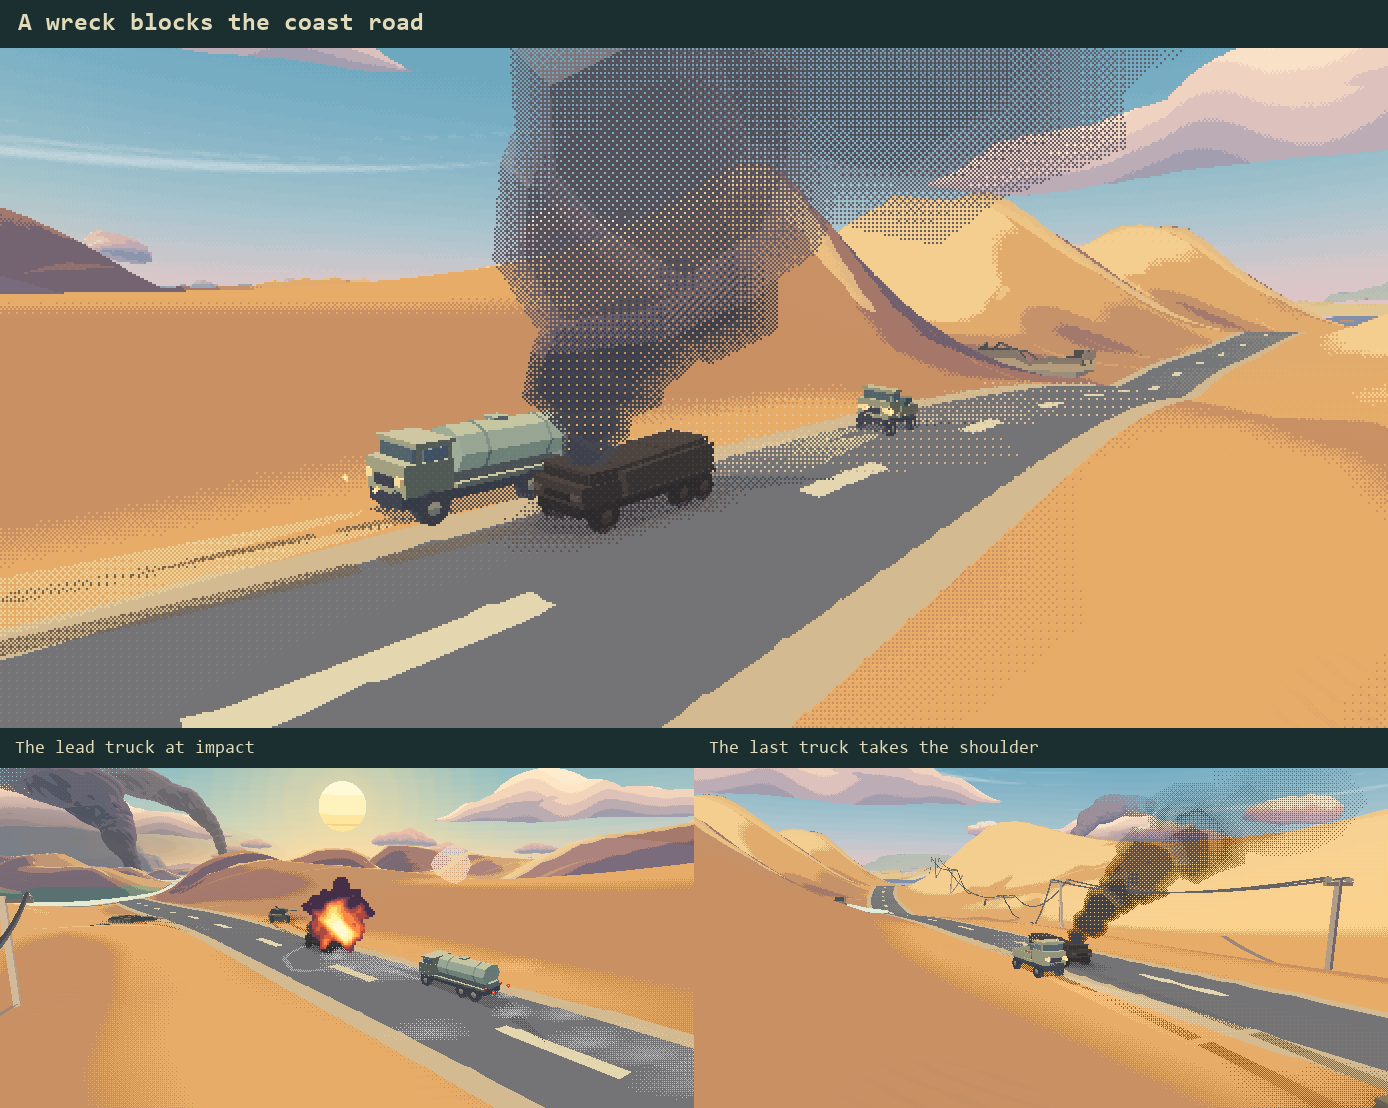 A wreck blocks the coast road
The lead truck at impact
The last truck takes the shoulder